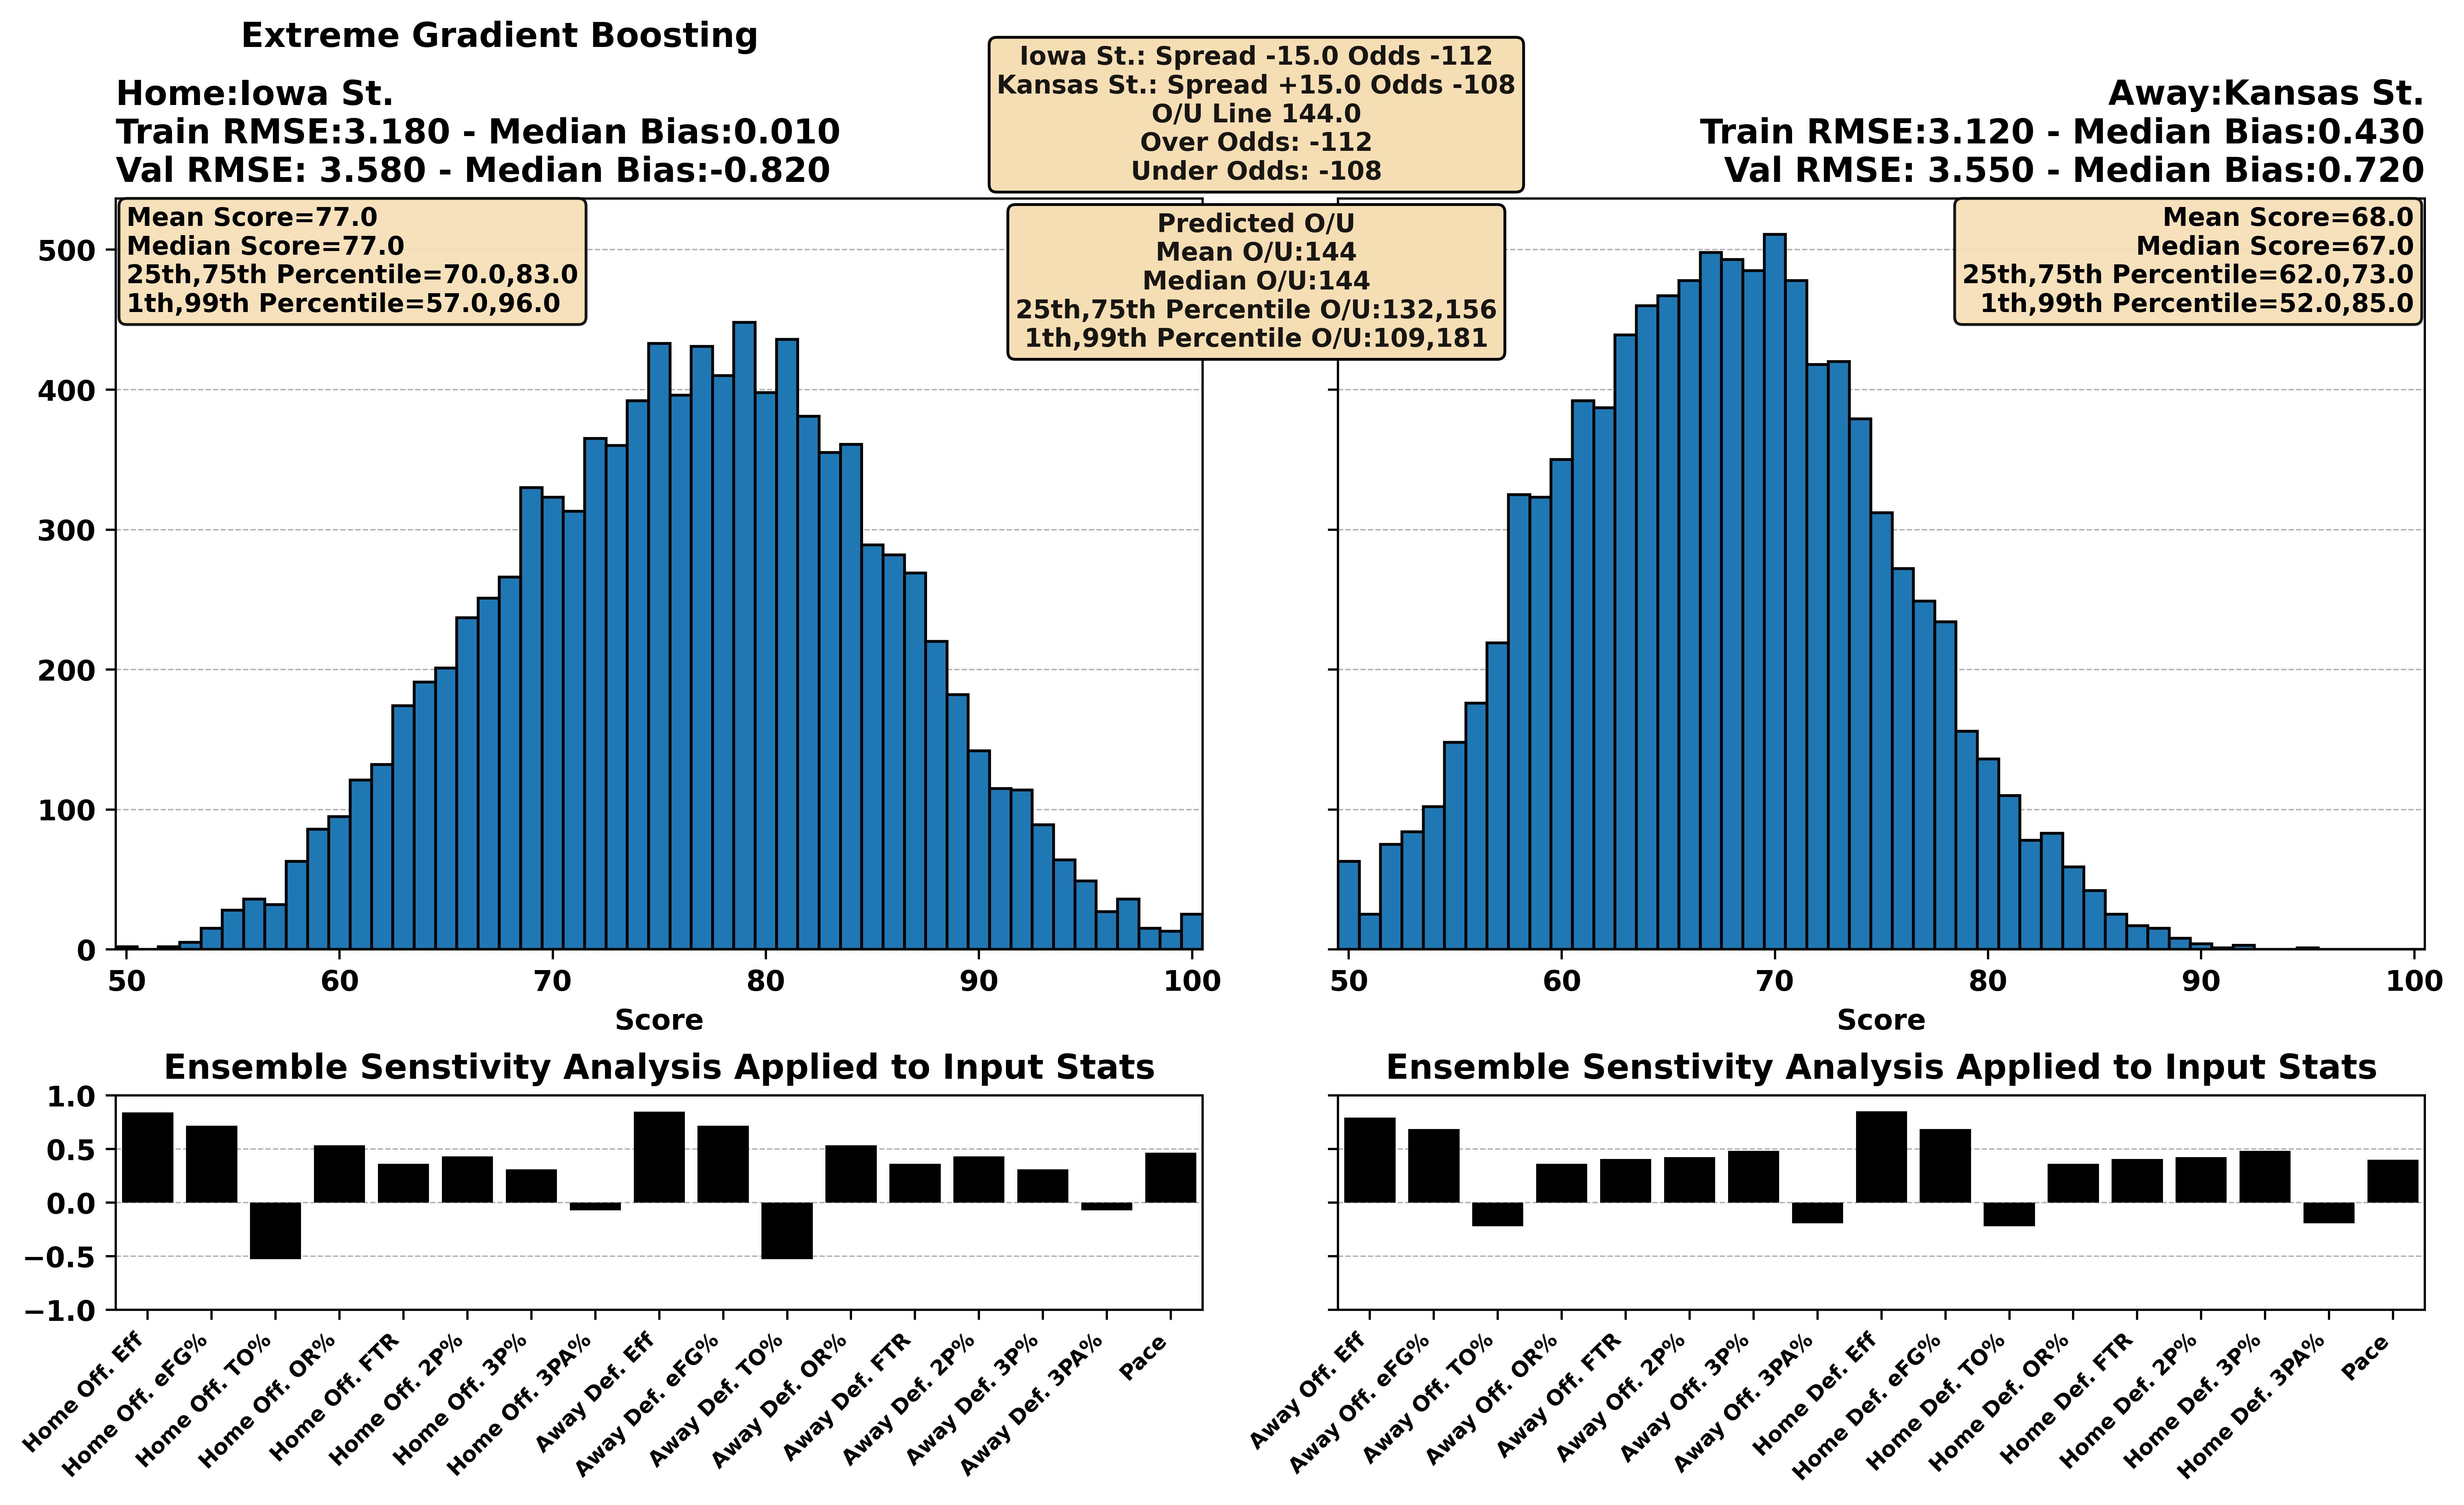 Extreme Gradient Boosting
Home:Iowa St.
Train RMSE:3.180 - Median Bias:0.010
Val RMSE: 3.580 - Median Bias:-0.820
Iowa St.: Spread -15.0 Odds -112
Kansas St.: Spread +15.0 Odds -108
O/U Line 144.0
Over Odds: -112
Under Odds: -108
Away:Kansas St.
Train RMSE:3.120 - Median Bias:0.430
Val RMSE: 3.550 - Median Bias:0.720
Mean Score=77.0
Median Score=77.0
25th,75th Percentile=70.0,83.0
1th,99th Percentile=57.0,96.0
Predicted O/U
Mean O/U:144
Median O/U:144
25th,75th Percentile O/U:132,156
1th,99th Percentile O/U:109,181
Mean Score=68.0
Median Score=67.0
25th,75th Percentile=62.0,73.0
1th,99th Percentile=52.0,85.0
500
400
300
200
100
0
50 60 70 80 90 100
Score
50 60 70 80 90 100
Score
Ensemble Senstivity Analysis Applied to Input Stats
1.0
0.5
0.0
−0.5
−1.0
Home Off. Eff
Home Off. eFG%
Home Off. TO%
Home Off. OR%
Home Off. FTR
Home Off. 2P%
Home Off. 3P%
Home Off. 3PA%
Away Def. Eff
Away Def. eFG%
Away Def. TO%
Away Def. OR%
Away Def. FTR
Away Def. 2P%
Away Def. 3P%
Away Def. 3PA%
Pace
Ensemble Senstivity Analysis Applied to Input Stats
Away Off. Eff
Away Off. eFG%
Away Off. TO%
Away Off. OR%
Away Off. FTR
Away Off. 2P%
Away Off. 3P%
Away Off. 3PA%
Home Def. Eff
Home Def. eFG%
Home Def. TO%
Home Def. OR%
Home Def. FTR
Home Def. 2P%
Home Def. 3P%
Home Def. 3PA%
Pace